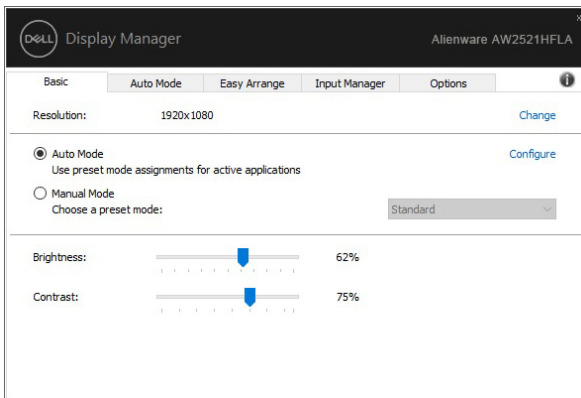 DELL Display Manager Alienware AW2521HFLA
Basic Auto Mode Easy Arrange Input Manager Options
Resolution: 1920x1080 Change
Auto Mode Configure
Use preset mode assignments for active applications
Manual Mode
Choose a preset mode: Standard
Brightness: 62%
Contrast: 75%